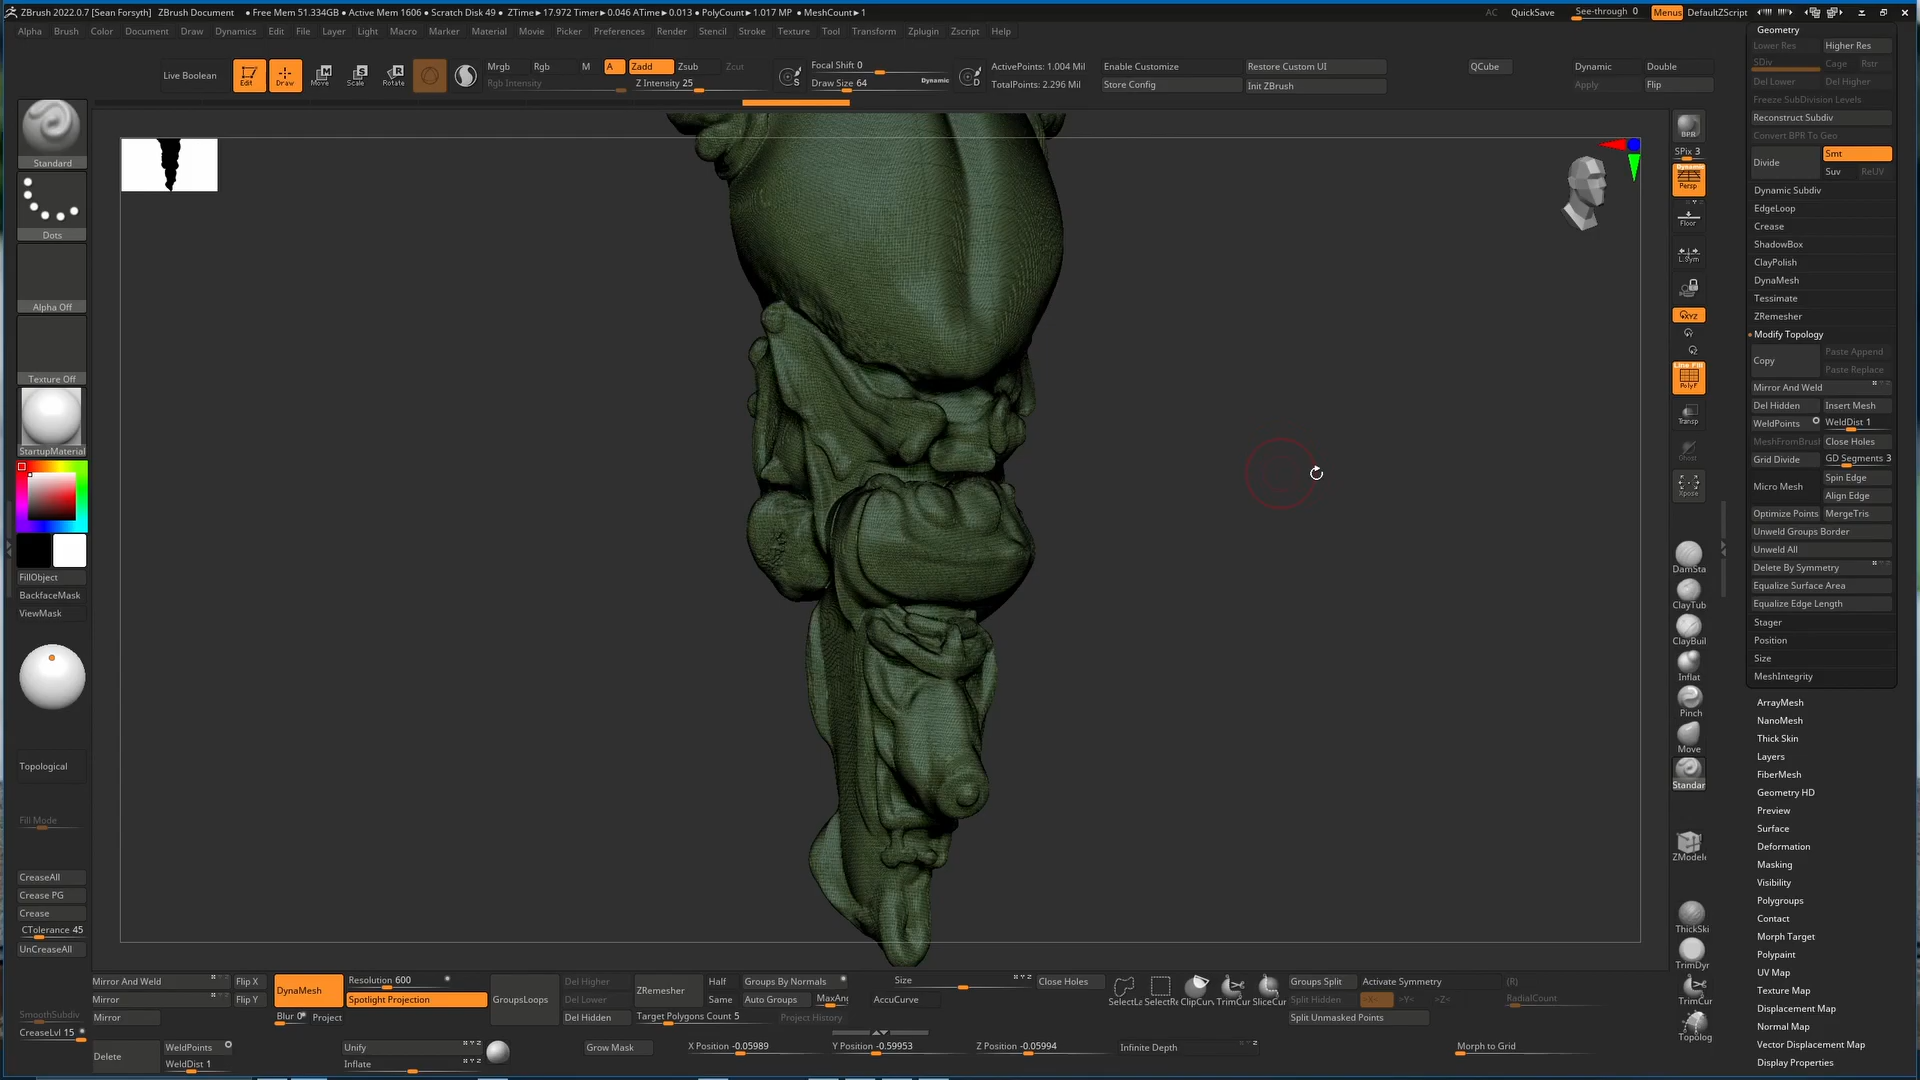 ZBrush 2022.0.7 [Sean Forsyth] ZBrush Document • Free Mem 51.334GB • Active Mem 1606 • Scratch Disk 49 • ZTime►17.972 Timer►0.046 ATime►0.013 • PolyCount►1.017 MP • MeshCount►1 AC QuickSave See-through 0 Menus DefaultZScript
Alpha Brush Color Document Draw Dynamics Edit File Layer Light Macro Marker Material Movie Picker Preferences Render Stencil Stroke Texture Tool Transform Zplugin Zscript Help
Live Boolean
Edit Draw Move Scale Rotate
Mrgb Rgb M A Zadd Zsub Zcut
Rgb Intensity Z Intensity 25
Focal Shift 0
Draw Size 64 Dynamic
ActivePoints: 1.004 Mil Enable Customize Restore Custom UI QCube Dynamic Double
TotalPoints: 2.296 Mil Store Config Init ZBrush Apply Flip
Standard
Dots
Alpha Off
Texture Off
StartupMaterial
FillObject
BackfaceMask
ViewMask
Topological
Fill Mode
CreaseAll
Crease PG
Crease
CTolerance 45
UnCreaseAll
SmoothSubdiv
CreaseLvl 15
BPR
SPix 3
Dynamic
Persp
Floor
L.Sym
XYZ
Line Fill
PolyF
Transp
Ghost
Xpose
DamSta
ClayTub
ClayBuil
Inflat
Pinch
Move
Standar
ZModele
ThickSki
TrimDyr
TrimCur
Topolog
Geometry
Lower Res Higher Res
SDiv Cage Rstr
Del Lower Del Higher
Freeze SubDivision Levels
Reconstruct Subdiv
Convert BPR To Geo
Divide Smt
Suv ReUV
Dynamic Subdiv
EdgeLoop
Crease
ShadowBox
ClayPolish
DynaMesh
Tessimate
ZRemesher
Modify Topology
Copy Paste Append
Paste Replace
Mirror And Weld
Del Hidden Insert Mesh
WeldPoints WeldDist 1
MeshFromBrus Close Holes
Grid Divide GD Segments 3
Micro Mesh Spin Edge
Align Edge
Optimize Points MergeTris
Unweld Groups Border
Unweld All
Delete By Symmetry
Equalize Surface Area
Equalize Edge Length
Stager
Position
Size
MeshIntegrity
ArrayMesh
NanoMesh
Thick Skin
Layers
FiberMesh
Geometry HD
Preview
Surface
Deformation
Masking
Visibility
Polygroups
Contact
Morph Target
Polypaint
UV Map
Texture Map
Displacement Map
Normal Map
Vector Displacement Map
Display Properties
Mirror And Weld Flip X
Mirror Flip Y
Mirror
DynaMesh
Resolution 600
Spotlight Projection
Blur 0 Project
GroupsLoops
Del Higher
Del Lower
Del Hidden
ZRemesher Half
Same
Target Polygons Count 5
Groups By Normals
Auto Groups MaxAng
Project History
Size
AccuCurve
Close Holes
SelectLa SelectRe ClipCurv TrimCur SliceCur
Groups Split Activate Symmetry (R)
Split Hidden >X< >Y< >Z< RadialCount
Split Unmasked Points
Delete
WeldPoints
WeldDist 1
Unify
Inflate
Grow Mask X Position -0.05989 Y Position -0.59953 Z Position -0.05994 Infinite Depth Morph to Grid